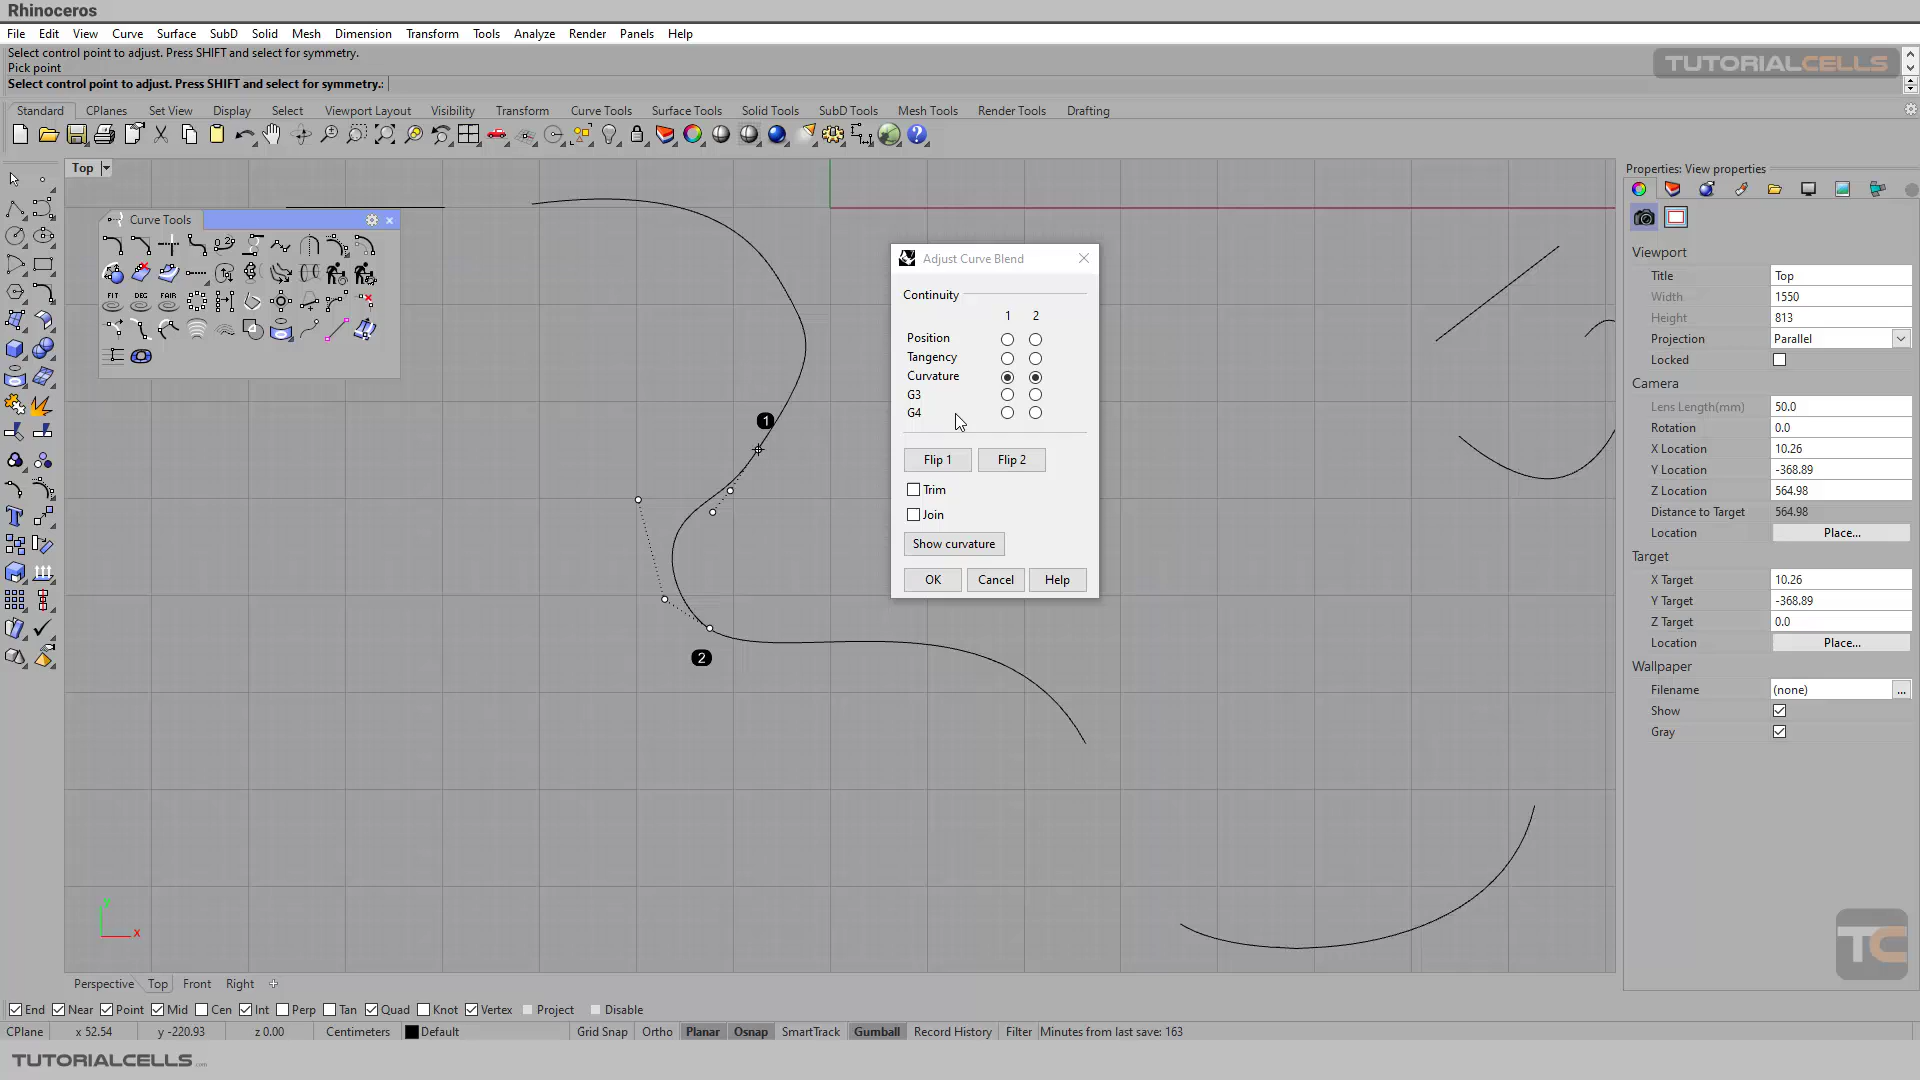 Rhinoceros
File Edit View Curve Surface SubD Solid Mesh Dimension Transform Tools Analyze Render Panels Help
Select control point to adjust. Press SHIFT and select for symmetry.
Pick point
Select control point to adjust. Press SHIFT and select for symmetry.:
TUTORIALCELLS
Standard CPlanes Set View Display Select Viewport Layout Visibility Transform Curve Tools Surface Tools Solid Tools SubD Tools Mesh Tools Render Tools Drafting
Top
Curve Tools
FIT DEG FAIR
Adjust Curve Blend
Continuity
1 2
Position
Tangency
Curvature
G3
G4
Flip 1 Flip 2
Trim
Join
Show curvature
OK Cancel Help
1
2
y
x
Properties: View properties
Viewport
Title Top
Width 1550
Height 813
Projection Parallel
Locked
Camera
Lens Length(mm) 50.0
Rotation 0.0
X Location 10.26
Y Location -368.89
Z Location 564.98
Distance to Target 564.98
Location Place...
Target
X Target 10.26
Y Target -368.89
Z Target 0.0
Location Place...
Wallpaper
Filename (none) ...
Show
Gray
TC
Perspective Top Front Right
End Near Point Mid Cen Int Perp Tan Quad Knot Vertex Project Disable
CPlane x 52.54 y -220.93 z 0.00 Centimeters Default Grid Snap Ortho Planar Osnap SmartTrack Gumball Record History Filter Minutes from last save: 163
TUTORIALCELLS